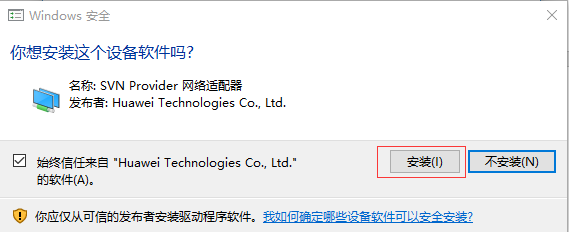 Windows 安全
你想安装这个设备软件吗?
名称: SVN Provider 网络适配器
发布者: Huawei Technologies Co., Ltd.
始终信任来自 "Huawei Technologies Co., Ltd."
的软件(A)。
安装(I)
不安装(N)
你应仅从可信的发布者安装驱动程序软件。我如何确定哪些设备软件可以安全安装?